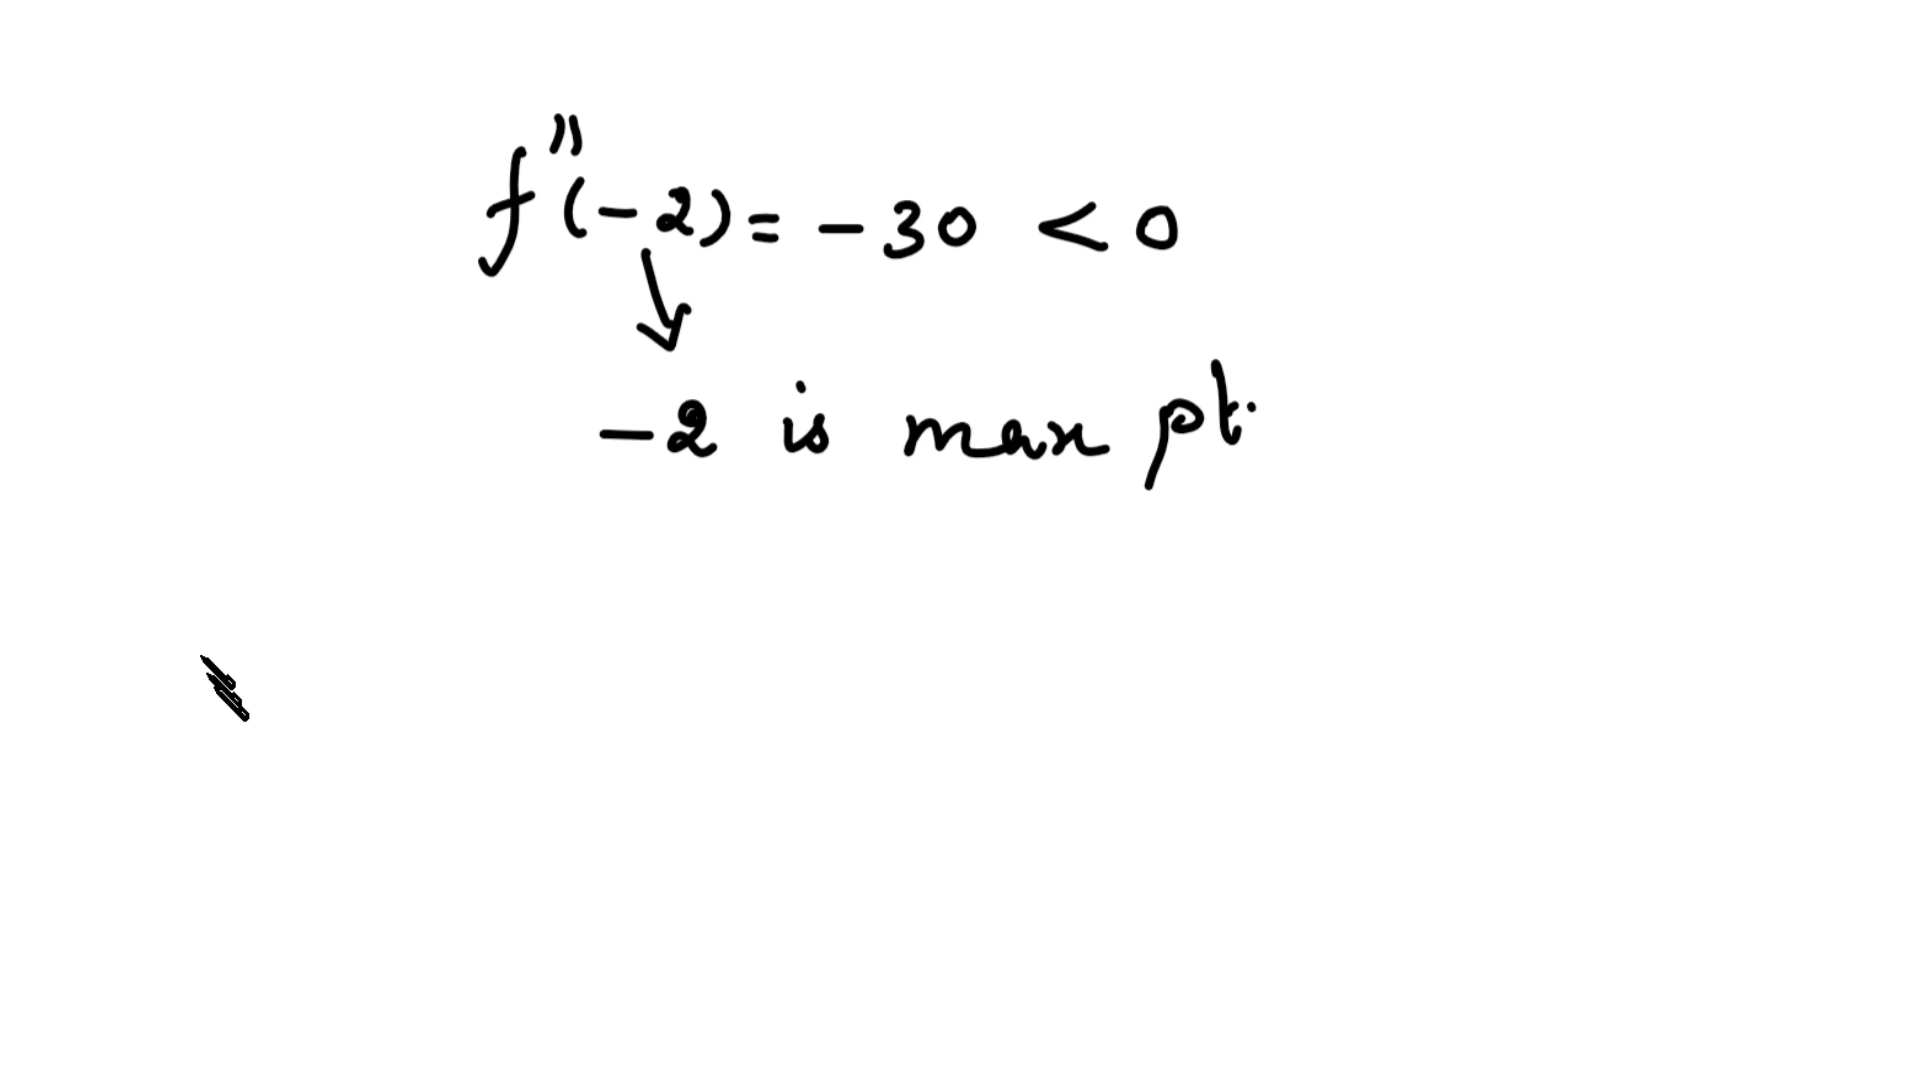 f''(-2) = -30 < 0
-2 is max pt.